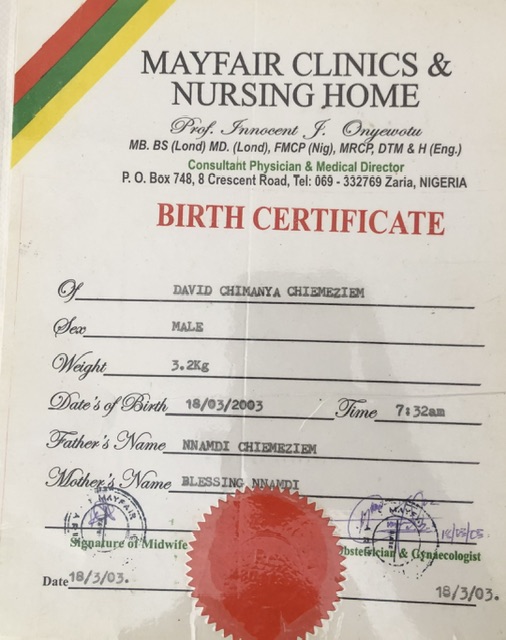 MAYFAIR CLINICS &
NURSING HOME
Prof. Innocent J. Onyewotu
MB. BS (Lond) MD. (Lond), FMCP (Nig), MRCP, DTM & H (Eng.)
Consultant Physician & Medical Director
P. O. Box 748, 8 Crescent Road, Tel: 069 - 332769 Zaria, NIGERIA
BIRTH CERTIFICATE
Of DAVID CHIMANYA CHIEMEZIEM
Sex MALE
Weight 3.2Kg
Date's of Birth 18/03/2003 Time 7:32am
Father's Name NNAMDI CHIEMEZIEM
Mother's Name BLESSING NNAMDI
MAYFAIR MAYFAIR
Signature of Midwife Obstetrician & Gynaecologist
Date 18/3/03. 18/3/03.